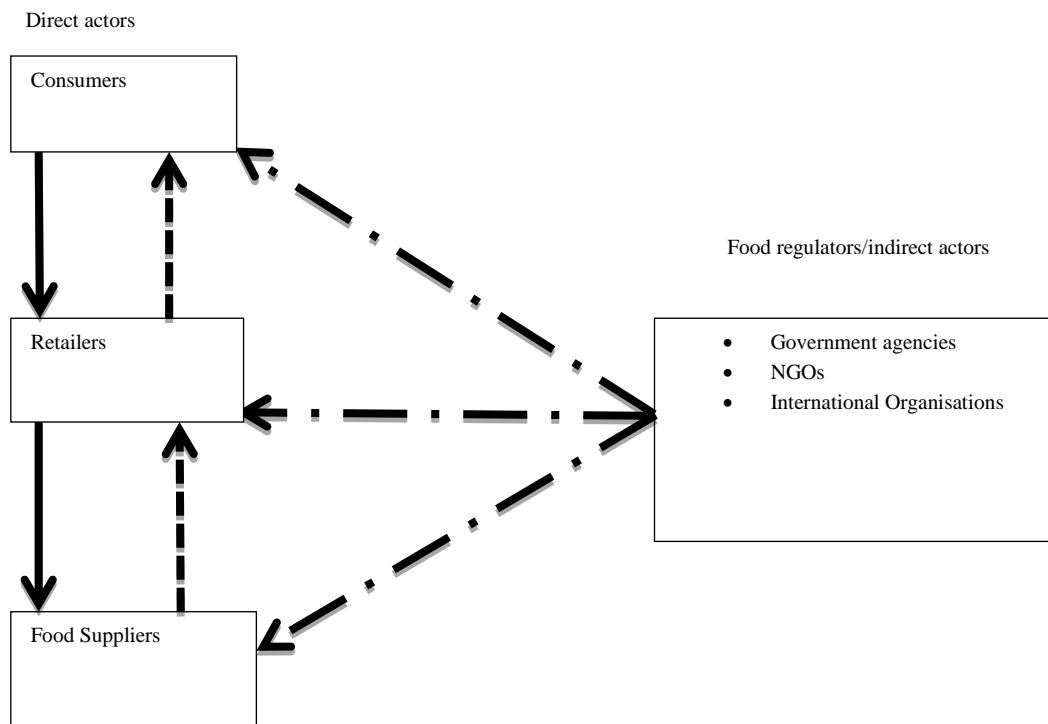 Direct actors
Consumers
Food regulators/indirect actors
Retailers
• Government agencies
• NGOs
• International Organisations
Food Suppliers